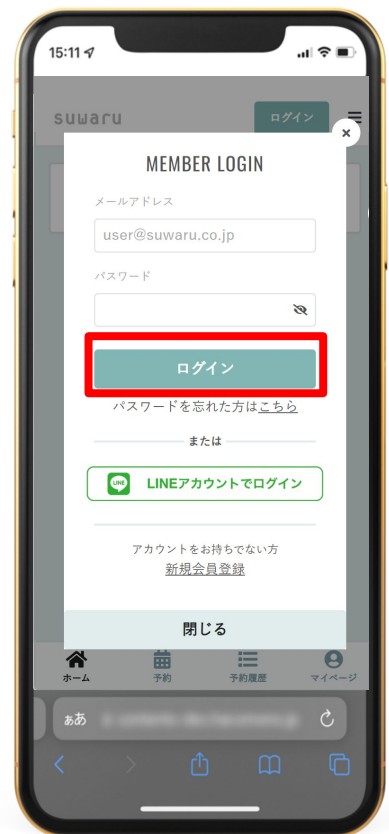 15:11
suwaru
ログイン
×
MEMBER LOGIN
メールアドレス
user@suwaru.co.jp
パスワード
ログイン
パスワードを忘れた方はこちら
または
LINE
LINEアカウントでログイン
アカウントをお持ちでない方
新規会員登録
閉じる
ホーム
予約
予約履歴
マイページ
ぁあ